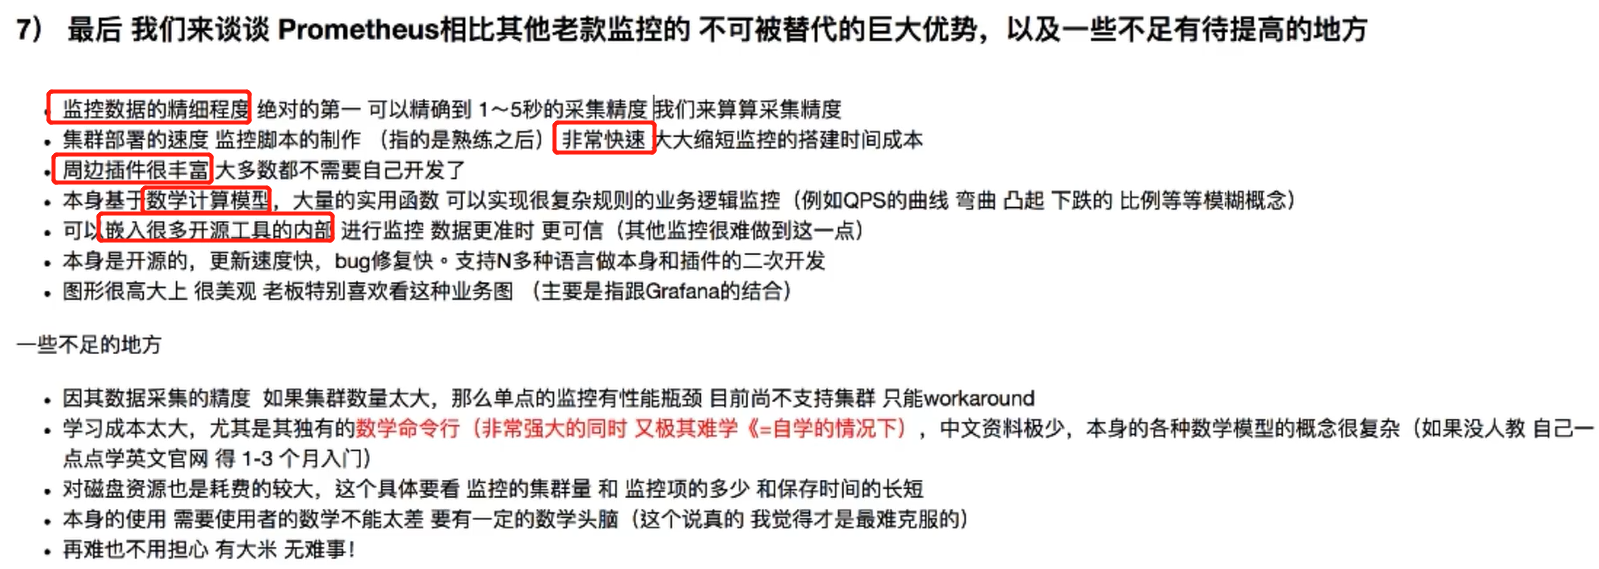 7） 最后 我们来谈谈 Prometheus相比其他老款监控的 不可被替代的巨大优势，以及一些不足有待提高的地方
• 监控数据的精细程度 绝对的第一 可以精确到 1～5秒的采集精度 我们来算算采集精度
• 集群部署的速度 监控脚本的制作 （指的是熟练之后） 非常快速 大大缩短监控的搭建时间成本
• 周边插件很丰富 大多数都不需要自己开发了
• 本身基于数学计算模型，大量的实用函数 可以实现很复杂规则的业务逻辑监控（例如QPS的曲线 弯曲 凸起 下跌的 比例等等模糊概念）
• 可以嵌入很多开源工具的内部 进行监控 数据更准时 更可信（其他监控很难做到这一点）
• 本身是开源的，更新速度快，bug修复快。支持N多种语言做本身和插件的二次开发
• 图形很高大上 很美观 老板特别喜欢看这种业务图 （主要是指跟Grafana的结合）
一些不足的地方
• 因其数据采集的精度 如果集群数量太大，那么单点的监控有性能瓶颈 目前尚不支持集群 只能workaround
• 学习成本太大，尤其是其独有的数学命令行（非常强大的同时 又极其难学《=自学的情况下），中文资料极少，本身的各种数学模型的概念很复杂（如果没人教 自己一
点点学英文官网 得 1-3 个月入门）
• 对磁盘资源也是耗费的较大，这个具体要看 监控的集群量 和 监控项的多少 和保存时间的长短
• 本身的使用 需要使用者的数学不能太差 要有一定的数学头脑（这个说真的 我觉得才是最难克服的）
• 再难也不用担心 有大米 无难事！